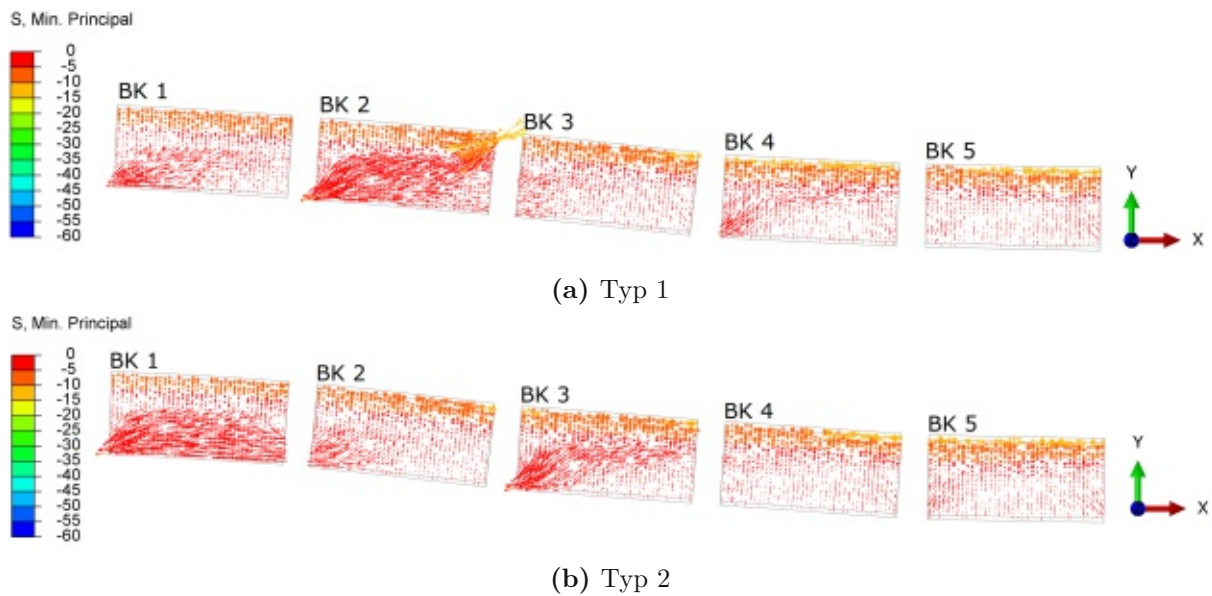 S, Min. Principal
0
-5
-10
-15
-20
-25
-30
-35
-40
-45
-50
-55
-60
BK 1
BK 2
BK 3
BK 4
BK 5
Y
X
(a) Typ 1
S, Min. Principal
0
-5
-10
-15
-20
-25
-30
-35
-40
-45
-50
-55
-60
BK 1
BK 2
BK 3
BK 4
BK 5
Y
X
(b) Typ 2